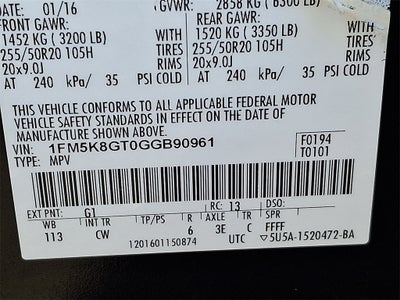 DATE: 01/16 GVWR: 2858 KG ( 6300 LB)
FRONT GAWR: REAR GAWR:
1452 KG ( 3200 LB) WITH 1520 KG ( 3350 LB) WITH
255/50R20 105H TIRES 255/50R20 105H TIRES
20x9.0J RIMS 20x9.0J RIMS
AT 240 kPa/ 35 PSI COLD AT 240 kPa/ 35 PSI COLD
THIS VEHICLE CONFORMS TO ALL APPLICABLE FEDERAL MOTOR
VEHICLE SAFETY STANDARDS IN EFFECT ON THE DATE OF
MANUFACTURE SHOWN ABOVE.
VIN: 1FM5K8GT0GGB90961 F0194
TYPE: MPV T0101
EXT PNT: G1 RC: 13 DSO:
WB INT TR TP/PS R AXLE TR SPR
113 CW 6 3E C FFFF
1201601150874 UTC ▽5U5A-1520472-BA